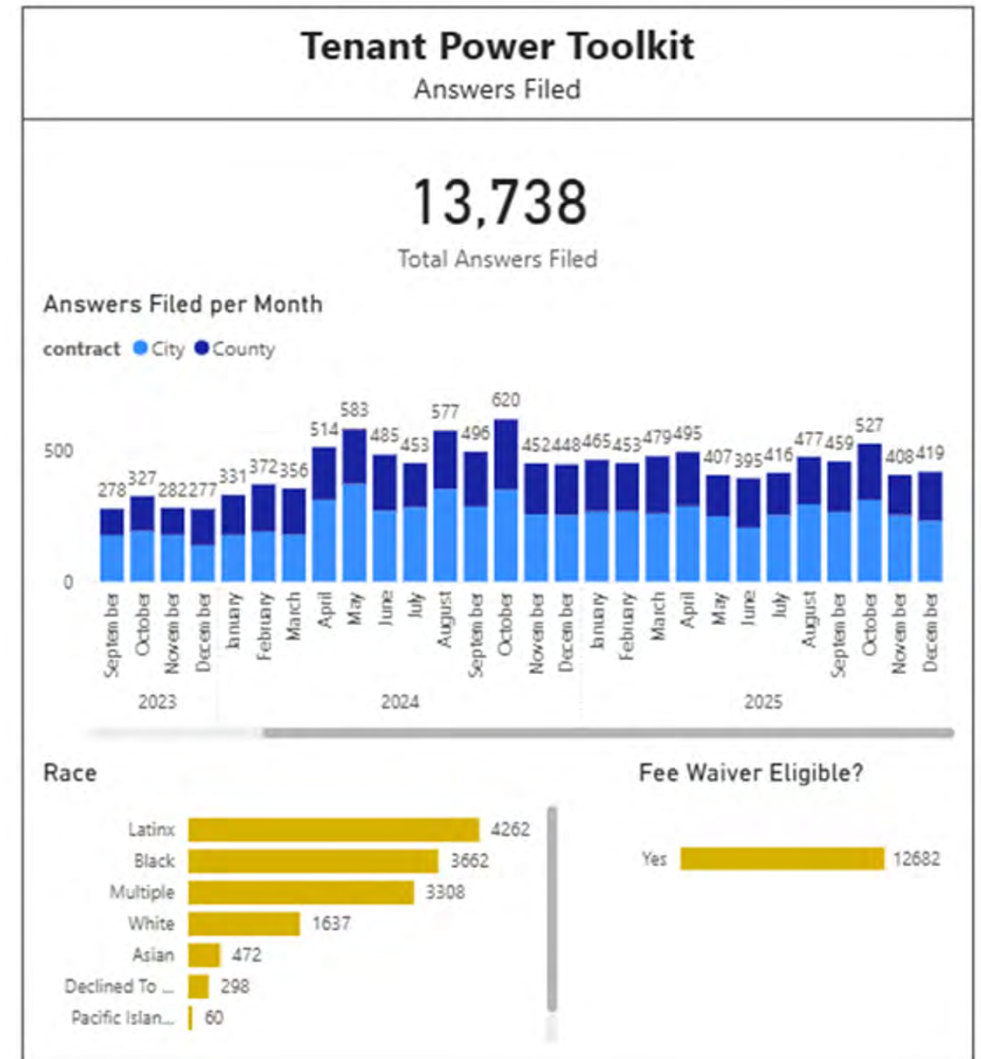 Tenant Power Toolkit
Answers Filed
13,738
Total Answers Filed
Answers Filed per Month
contract City County
500
0
278 327 282 277 331 372 356 514 583 485 453 577 496 620 452 448 465 453 479 495 407 395 416 477 459 527 408 419
September October November December January February March April May June July August September October November December January February March April May June July August September October November December
2023 2024 2025
Race
Latinx 4262
Black 3662
Multiple 3308
White 1637
Asian 472
Declined To ... 298
Pacific Islan... 60
Fee Waiver Eligible?
Yes 12682